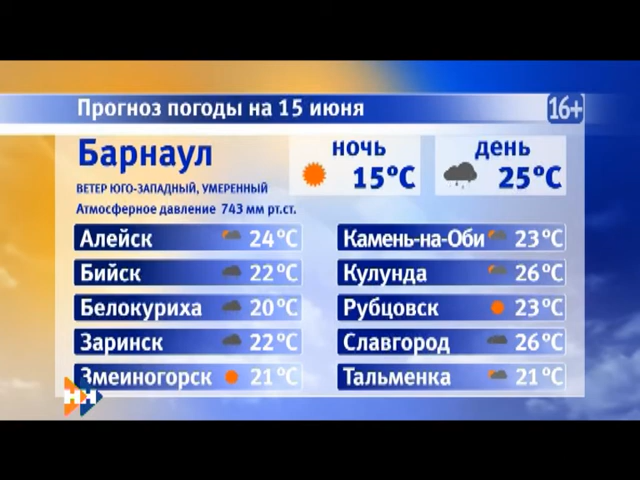 Прогноз погоды на 15 июня
16+
Барнаул
ночь
15°C
день
25°C
ВЕТЕР ЮГО-ЗАПАДНЫЙ, УМЕРЕННЫЙ
Атмосферное давление 743 мм рт.ст.
Алейск 24°C
Камень-на-Оби 23°C
Бийск 22°C
Кулунда 26°C
Белокуриха 20°C
Рубцовск 23°C
Заринск 22°C
Славгород 26°C
Змеиногорск 21°C
Тальменка 21°C
НН